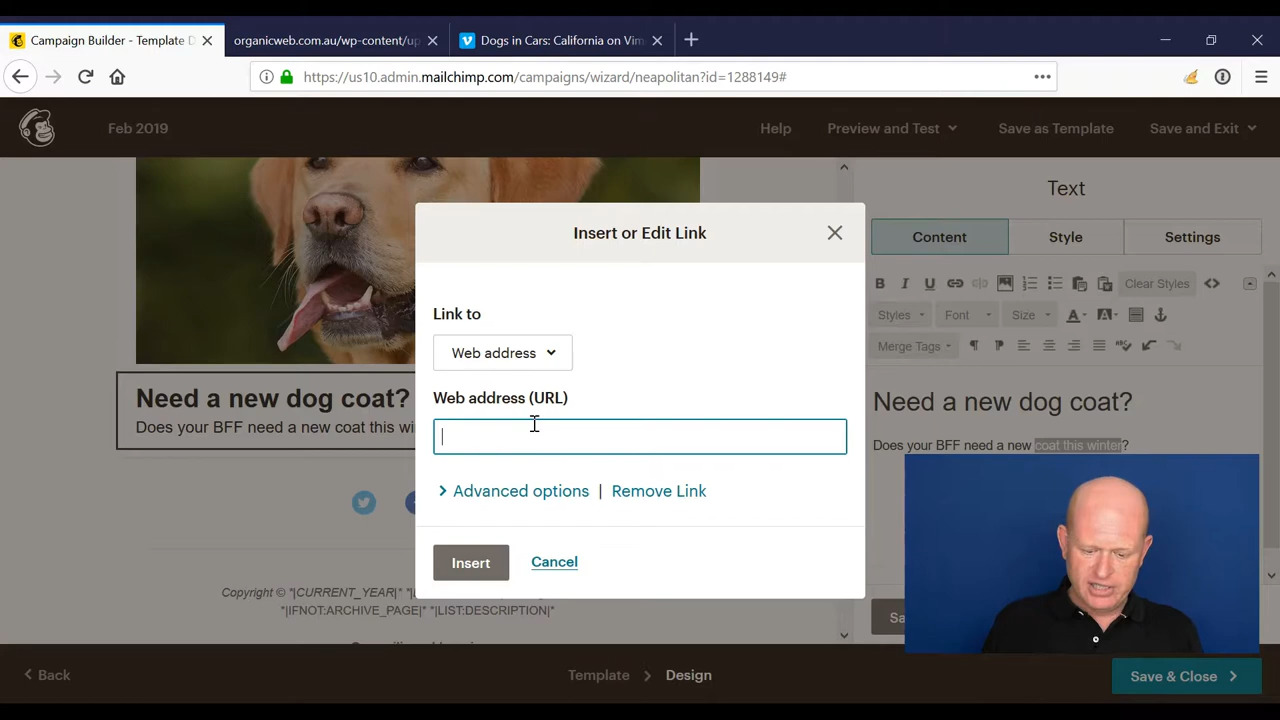 Campaign Builder - Template D
organicweb.com.au/wp-content/up
Dogs in Cars: California on Vim
https://us10.admin.mailchimp.com/campaigns/wizard/neapolitan?id=1288149#
Feb 2019
Help
Preview and Test
Save as Template
Save and Exit
Text
Content
Style
Settings
B I U
Clear Styles
Styles
Font
Size
A
A
Merge Tags
Need a new dog coat?
Does your BFF need a new coat this winter?
Need a new dog coat?
Does your BFF need a new coat this wi
Insert or Edit Link
Link to
Web address
Web address (URL)
Advanced options | Remove Link
Insert
Cancel
Copyright © *|CURRENT_YEAR|* *|
*|IFNOT:ARCHIVE_PAGE|* *|LIST:DESCRIPTION|*
Sa
Back
Template
Design
Save & Close